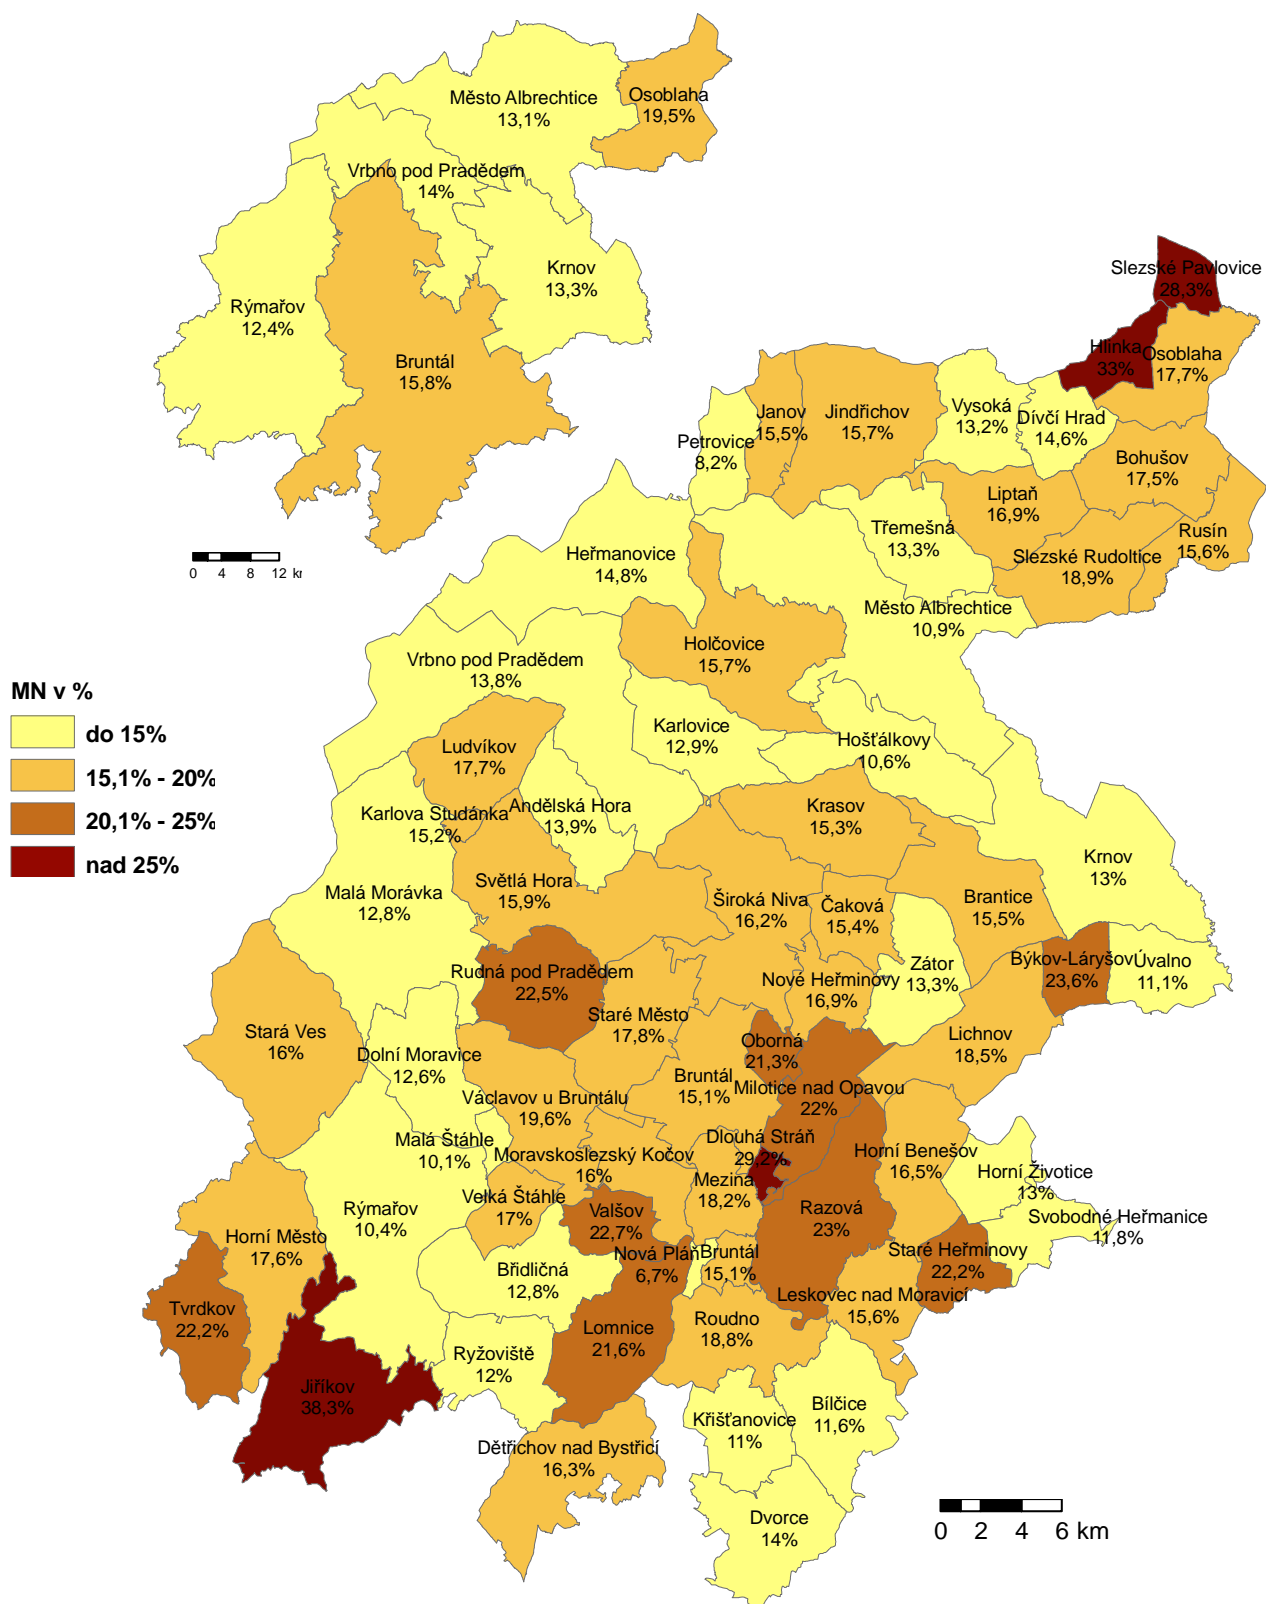 Město Albrechtice
13,1%
Osoblaha
19,5%
Vrbno pod Pradědem
14%
Krnov
13,3%
Rýmařov
12,4%
Bruntál
15,8%
0 4 8 12 kr
MN v %
do 15%
15,1% - 20%
20,1% - 25%
nad 25%
Slezské Pavlovice
28,3%
Hlinka
33%
Osoblaha
17,7%
Petrovice
8,2%
Janov
15,5%
Jindřichov
15,7%
Vysoká
13,2%
Dívčí Hrad
14,6%
Bohušov
17,5%
Liptaň
16,9%
Rusín
15,6%
Třemešná
13,3%
Slezské Rudoltice
18,9%
Heřmanovice
14,8%
Město Albrechtice
10,9%
Holčovice
15,7%
Vrbno pod Pradědem
13,8%
Karlovice
12,9%
Hošťálkovy
10,6%
Ludvíkov
17,7%
Karlova Studánka
15,2%
Andělská Hora
13,9%
Krasov
15,3%
Krnov
13%
Malá Morávka
12,8%
Světlá Hora
15,9%
Široká Niva
16,2%
Čaková
15,4%
Brantice
15,5%
Rudná pod Pradědem
22,5%
Nové Heřminovy
16,9%
Zátor
13,3%
Býkov-Láryšov
23,6%
Úvalno
11,1%
Stará Ves
16%
Staré Město
17,8%
Lichnov
18,5%
Dolní Moravice
12,6%
Oborná
21,3%
Bruntál
15,1%
Milotice nad Opavou
22%
Václavov u Bruntálu
19,6%
Malá Štáhle
10,1%
Moravskoslezský Kočov
16%
Dlouhá Stráň
29,2%
Horní Benešov
16,5%
Mezina
18,2%
Horní Životice
13%
Rýmařov
10,4%
Velká Štáhle
17%
Valšov
22,7%
Razová
23%
Svobodné Heřmanice
11,8%
Horní Město
17,6%
Břidličná
12,8%
Nová Pláň
6,7%
Bruntál
15,1%
Staré Heřminovy
22,2%
Tvrdkov
22,2%
Leskovec nad Moravicí
15,6%
Lomnice
21,6%
Roudno
18,8%
Ryžoviště
12%
Jiříkov
38,3%
Křišťanovice
11%
Bílčice
11,6%
Dětřichov nad Bystřicí
16,3%
Dvorce
14%
0 2 4 6 km